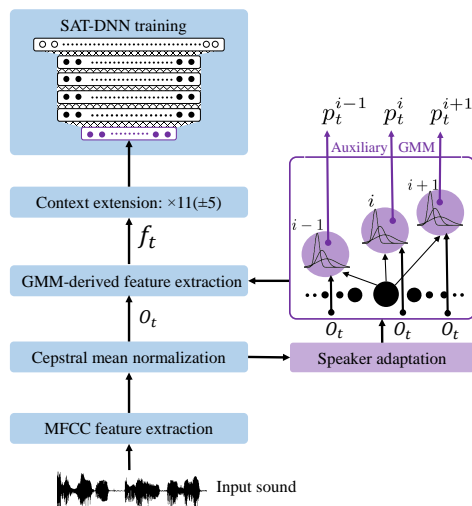 SAT-DNN training
p_t^{i-1} p_t^i p_t^{i+1}
Auxiliary GMM
Context extension: ×11(±5)
i − 1 i i + 1
f_t
GMM-derived feature extraction
o_t
o_t o_t o_t
Cepstral mean normalization
Speaker adaptation
MFCC feature extraction
Input sound